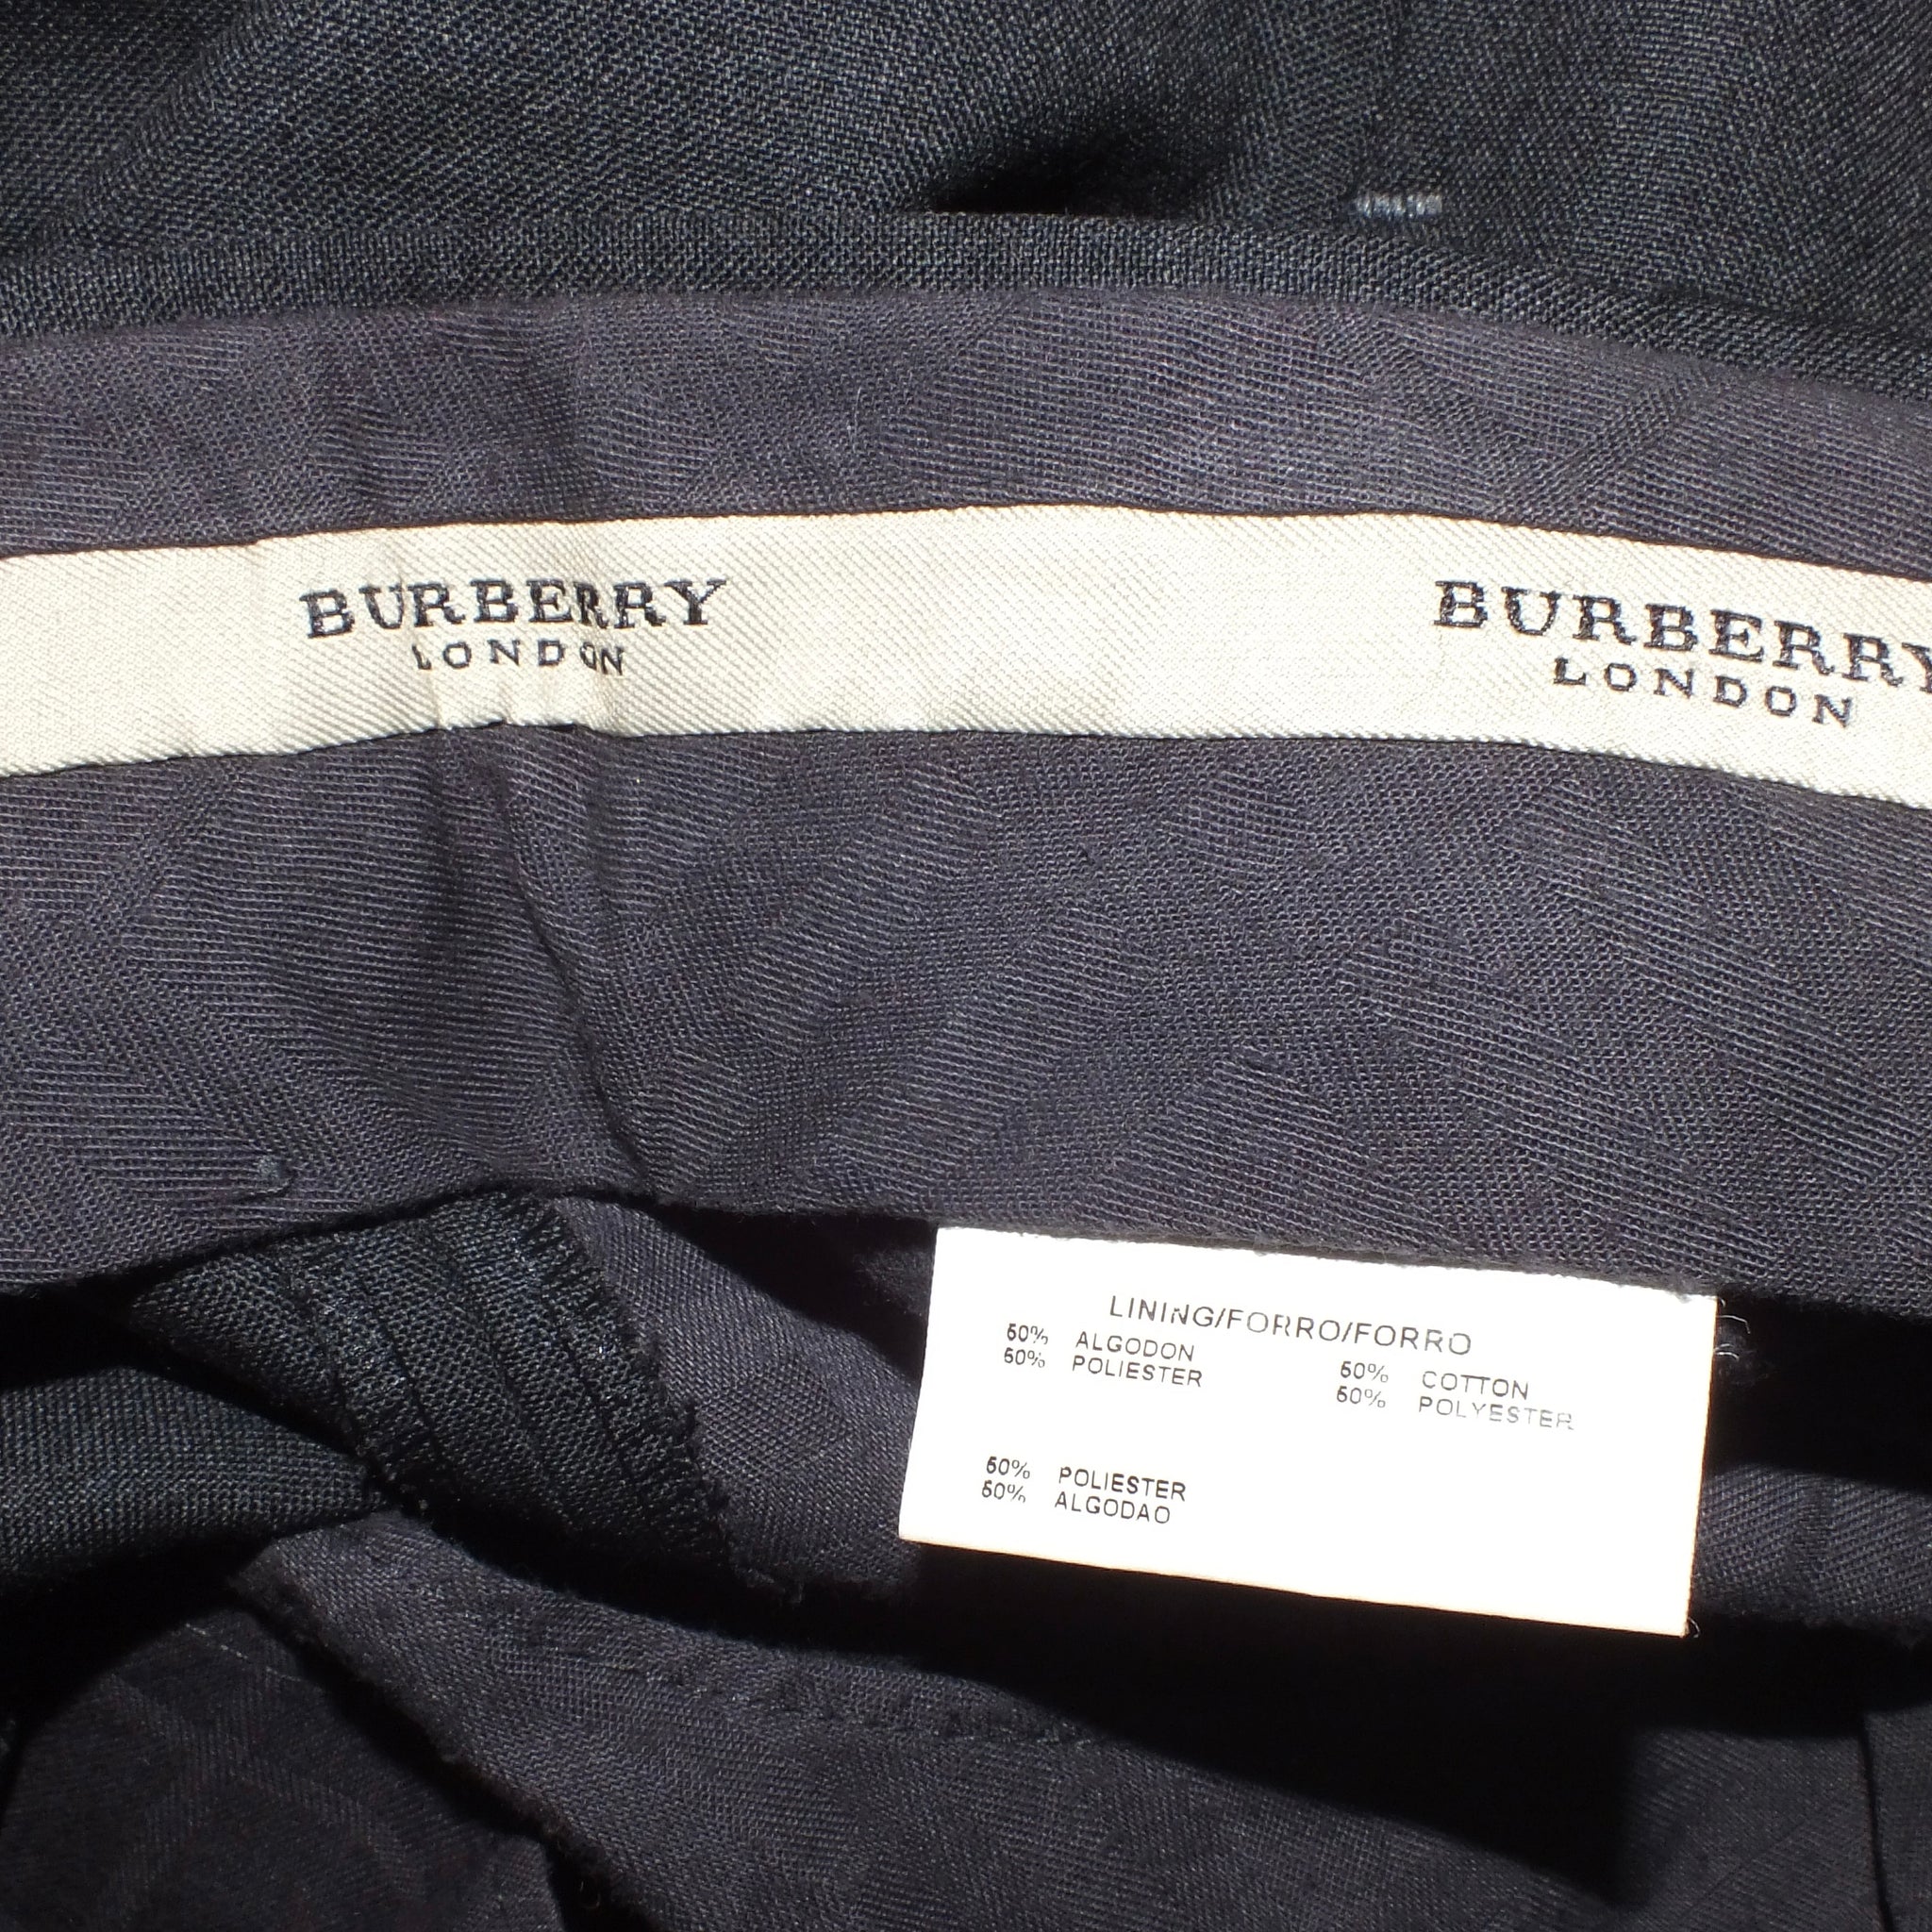 BURBERRY
LONDON
BURBERRY
LONDON
LINING/FORRO/FORRO
50% ALGODON
50% POLIESTER
50% COTTON
50% POLYESTER
50% POLIESTER
50% ALGODAO